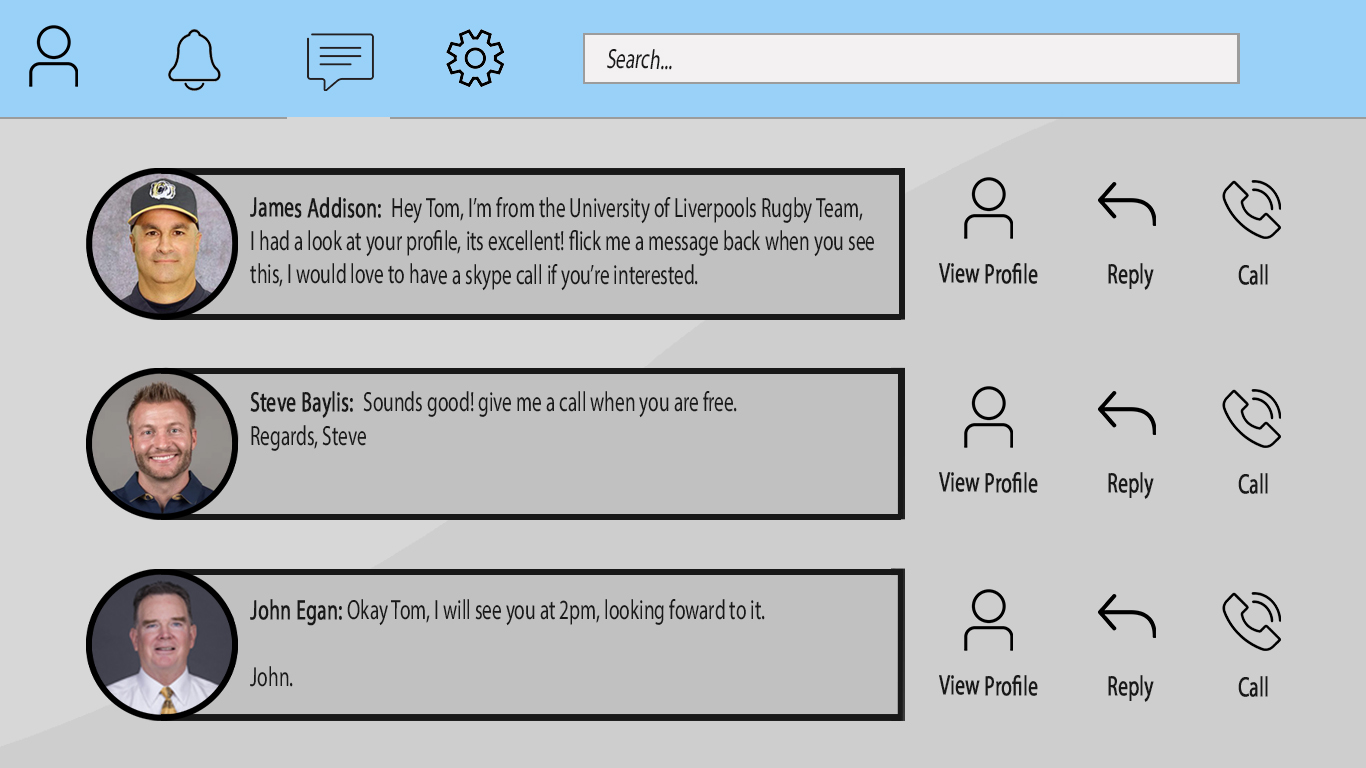 Search...
James Addison: Hey Tom, I'm from the University of Liverpools Rugby Team,
I had a look at your profile, its excellent! flick me a message back when you see
this, I would love to have a skype call if you're interested.
View Profile
Reply
Call
Steve Baylis: Sounds good! give me a call when you are free.
Regards, Steve
View Profile
Reply
Call
John Egan: Okay Tom, I will see you at 2pm, looking foward to it.
John.
View Profile
Reply
Call